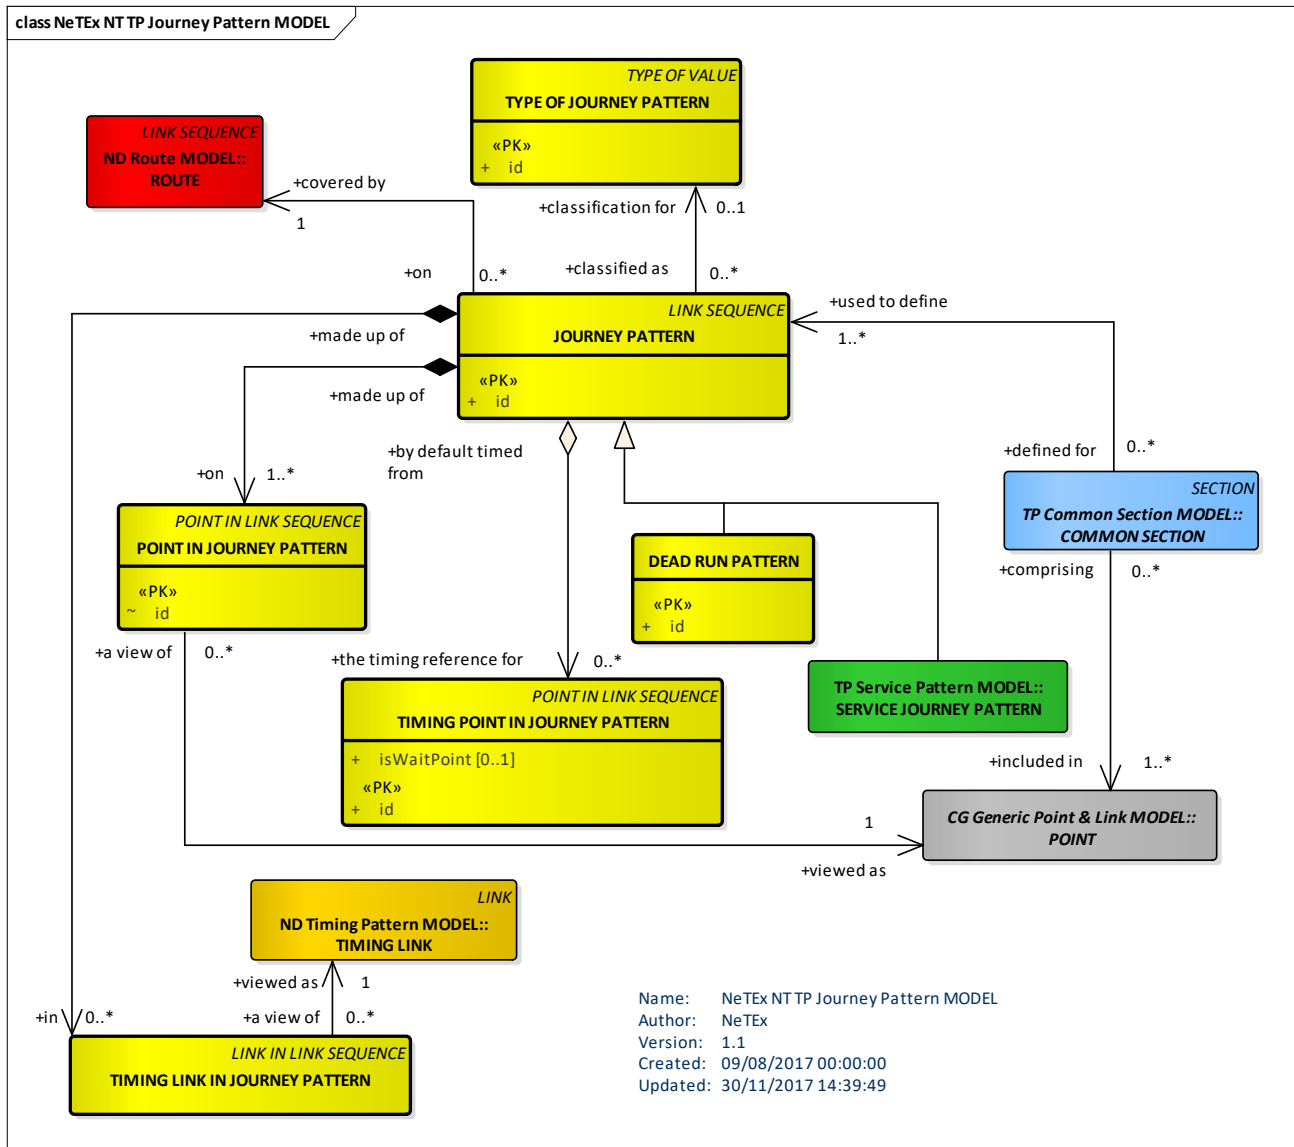 class NeTEx NT TP Journey Pattern MODEL
TYPE OF VALUE
TYPE OF JOURNEY PATTERN
«PK»
+ id
LINK SEQUENCE
ND Route MODEL::
ROUTE
+covered by
1
+classification for
0..1
+on
0..*
+classified as
0..*
LINK SEQUENCE
JOURNEY PATTERN
«PK»
+ id
+used to define
1..*
+made up of
+made up of
+by default timed
from
+defined for
0..*
+on
1..*
SECTION
TP Common Section MODEL::
COMMON SECTION
POINT IN LINK SEQUENCE
POINT IN JOURNEY PATTERN
«PK»
~ id
DEAD RUN PATTERN
«PK»
+ id
+comprising
0..*
+a view of
0..*
+the timing reference for
0..*
TP Service Pattern MODEL::
SERVICE JOURNEY PATTERN
POINT IN LINK SEQUENCE
TIMING POINT IN JOURNEY PATTERN
+ isWaitPoint [0..1]
«PK»
+ id
+included in
1..*
CG Generic Point & Link MODEL::
POINT
1
+viewed as
LINK
ND Timing Pattern MODEL::
TIMING LINK
+viewed as
1
+in
0..*
+a view of
0..*
LINK IN LINK SEQUENCE
TIMING LINK IN JOURNEY PATTERN
Name: NeTEx NT TP Journey Pattern MODEL
Author: NeTEx
Version: 1.1
Created: 09/08/2017 00:00:00
Updated: 30/11/2017 14:39:49